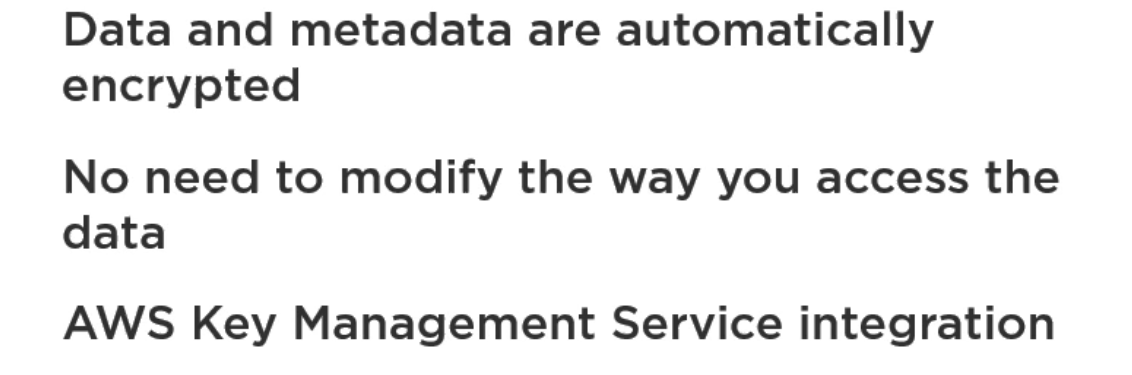 Data and metadata are automatically
encrypted
No need to modify the way you access the
data
AWS Key Management Service integration